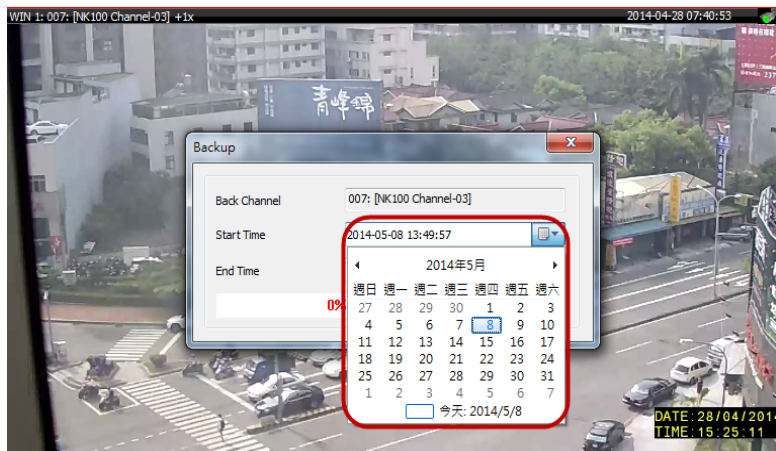 WIN 1: 007: [NK100 Channel-03] +1x
2014-04-28 07:40:53
青峰錦
Backup
Back Channel
007: [NK100 Channel-03]
Start Time
2014-05-08 13:49:57
End Time
2014年5月
週日 週一 週二 週三 週四 週五 週六
27 28 29 30 1 2 3
4 5 6 7 8 9 10
11 12 13 14 15 16 17
18 19 20 21 22 23 24
25 26 27 28 29 30 31
1 2 3 4 5 6 7
今天: 2014/5/8
0%
DATE:28/04/201
TIME:15:25:11